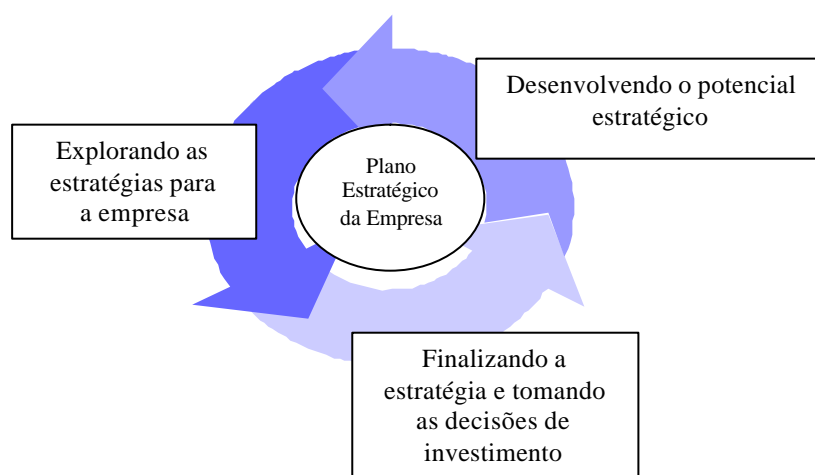 Desenvolvendo o potencial
estratégico
Explorando as
estratégias para
a empresa
Plano
Estratégico
da Empresa
Finalizando a
estratégia e tomando
as decisões de
investimento